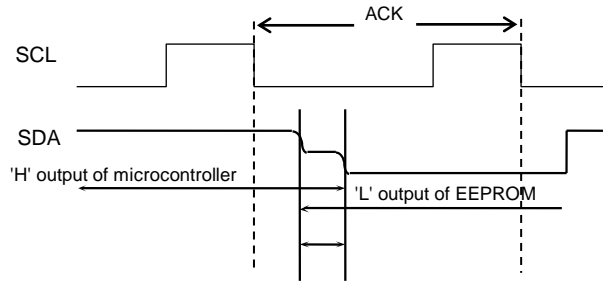 ACK
SCL
SDA
'H' output of microcontroller
'L' output of EEPROM